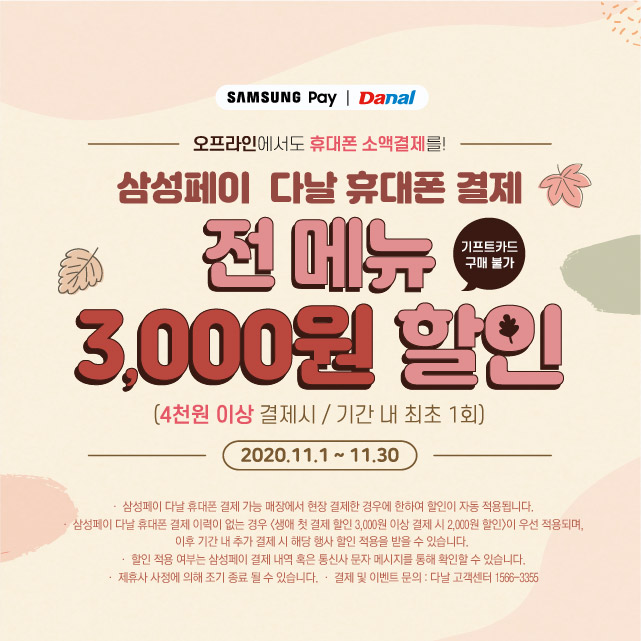 SAMSUNG Pay | Danal
오프라인에서도 휴대폰 소액결제를!
삼성페이 다날 휴대폰 결제
전 메뉴
기프트카드
구매 불가
3,000원 할인
(4천원 이상 결제시 / 기간 내 최초 1회)
2020.11.1 ~ 11.30
· 삼성페이 다날 휴대폰 결제 가능 매장에서 현장 결제한 경우에 한하여 할인이 자동 적용됩니다.
· 삼성페이 다날 휴대폰 결제 이력이 없는 경우 <생애 첫 결제 할인 3,000원 이상 결제 시 2,000원 할인>이 우선 적용되며,
이후 기간 내 추가 결제 시 해당 행사 할인 적용을 받을 수 있습니다.
· 할인 적용 여부는 삼성페이 결제 내역 혹은 통신사 문자 메시지를 통해 확인할 수 있습니다.
· 제휴사 사정에 의해 조기 종료 될 수 있습니다. · 결제 및 이벤트 문의 : 다날 고객센터 1566-3355